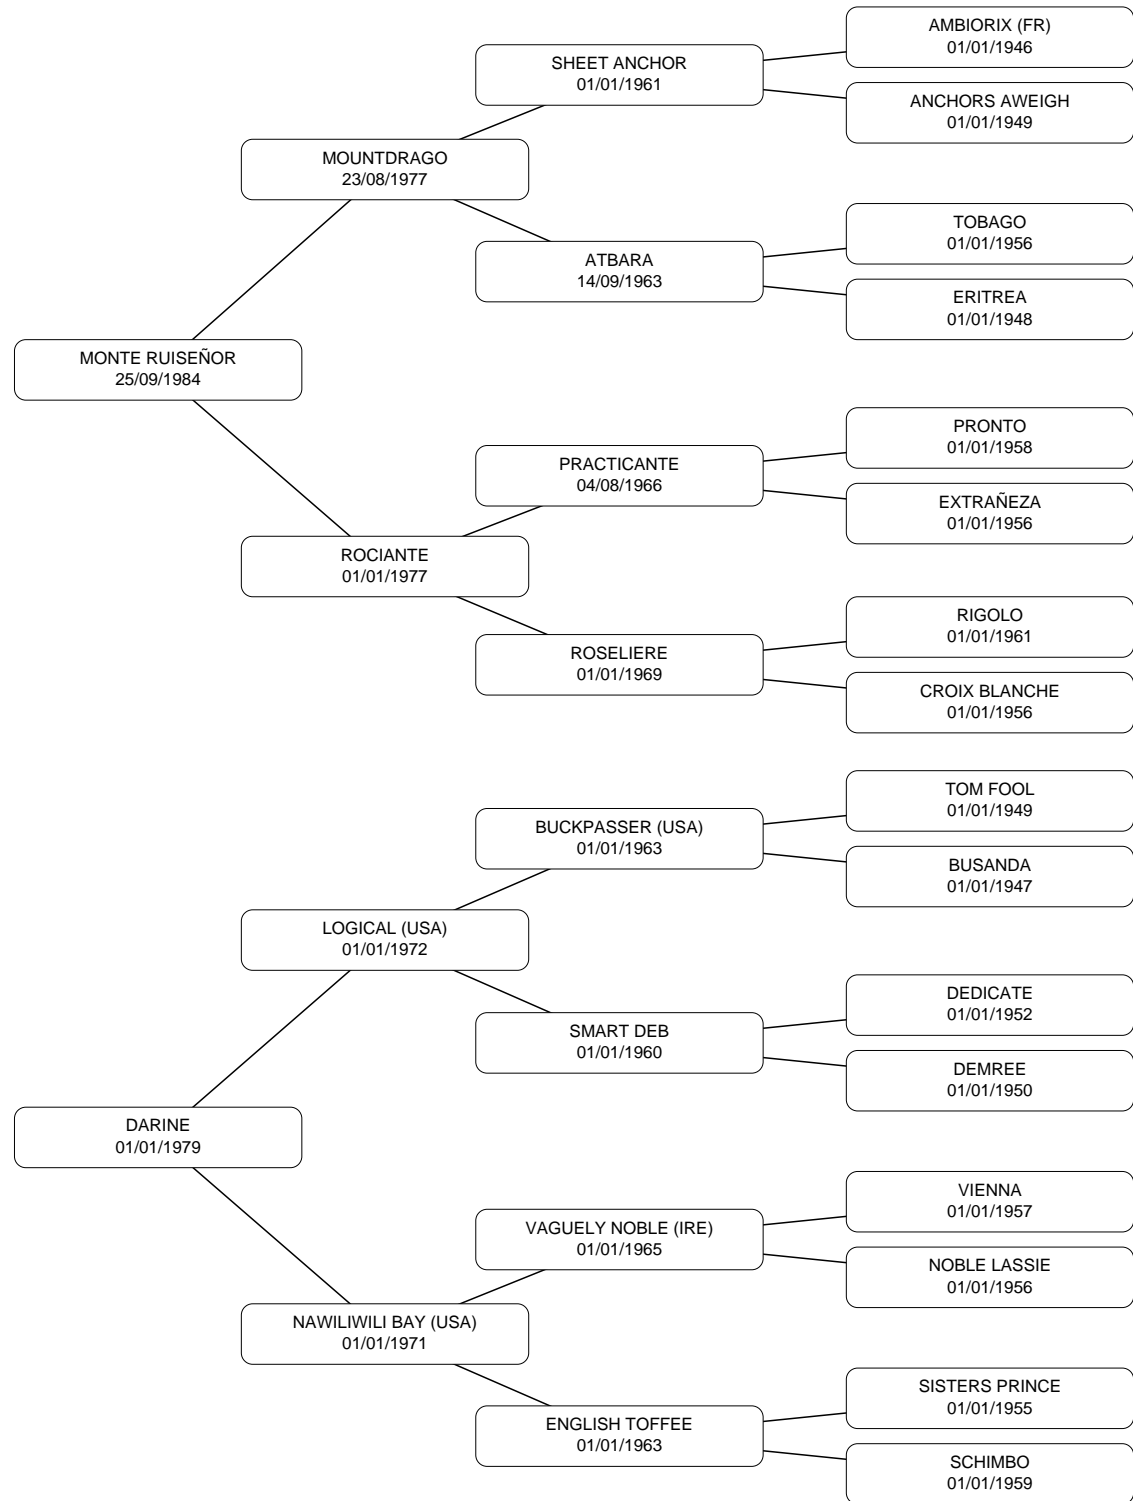 AMBIORIX (FR)
01/01/1946
SHEET ANCHOR
01/01/1961
ANCHORS AWEIGH
01/01/1949
MOUNTDRAGO
23/08/1977
TOBAGO
01/01/1956
ATBARA
14/09/1963
ERITREA
01/01/1948
MONTE RUISEÑOR
25/09/1984
PRONTO
01/01/1958
PRACTICANTE
04/08/1966
EXTRAÑEZA
01/01/1956
ROCIANTE
01/01/1977
RIGOLO
01/01/1961
ROSELIERE
01/01/1969
CROIX BLANCHE
01/01/1956
TOM FOOL
01/01/1949
BUCKPASSER (USA)
01/01/1963
BUSANDA
01/01/1947
LOGICAL (USA)
01/01/1972
DEDICATE
01/01/1952
SMART DEB
01/01/1960
DEMREE
01/01/1950
DARINE
01/01/1979
VIENNA
01/01/1957
VAGUELY NOBLE (IRE)
01/01/1965
NOBLE LASSIE
01/01/1956
NAWILIWILI BAY (USA)
01/01/1971
SISTERS PRINCE
01/01/1955
ENGLISH TOFFEE
01/01/1963
SCHIMBO
01/01/1959